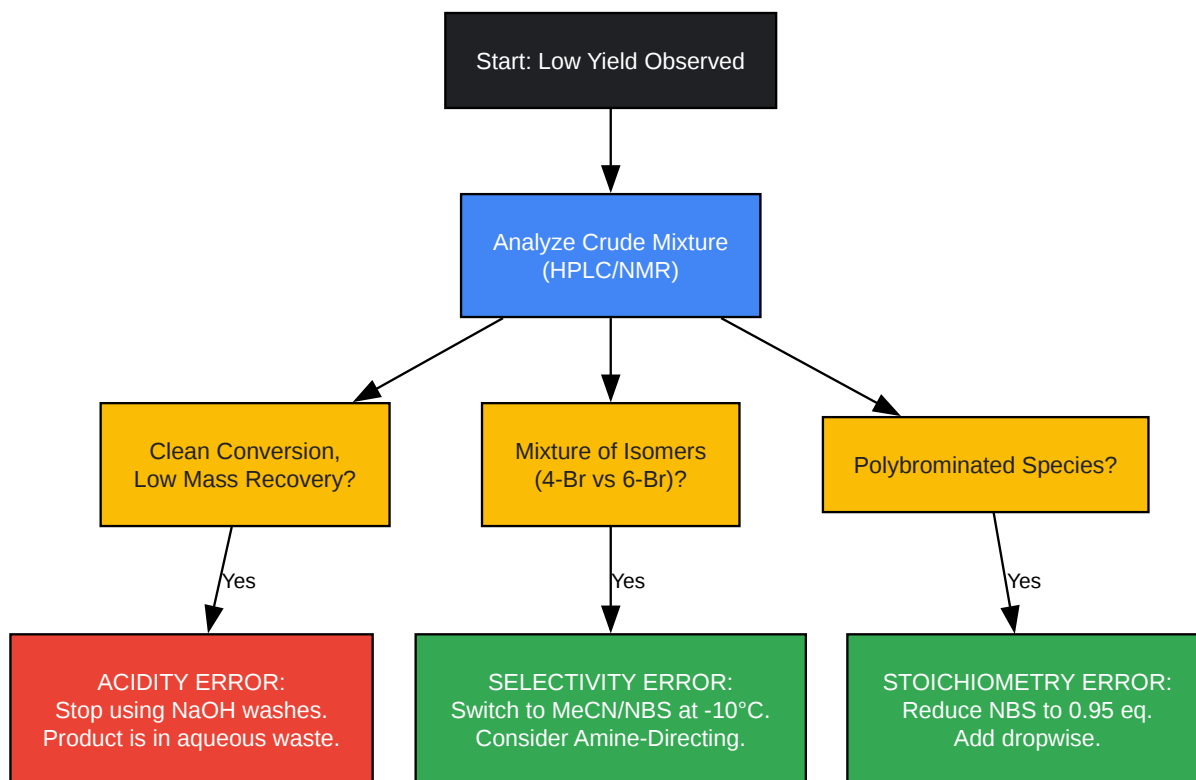 Start: Low Yield Observed
Analyze Crude Mixture
(HPLC/NMR)
Clean Conversion,
Low Mass Recovery?
Mixture of Isomers
(4-Br vs 6-Br)?
Polybrominated Species?
Yes
Yes
Yes
ACIDITY ERROR:
Stop using NaOH washes.
Product is in aqueous waste.
SELECTIVITY ERROR:
Switch to MeCN/NBS at -10°C.
Consider Amine-Directing.
STOICHIOMETRY ERROR:
Reduce NBS to 0.95 eq.
Add dropwise.